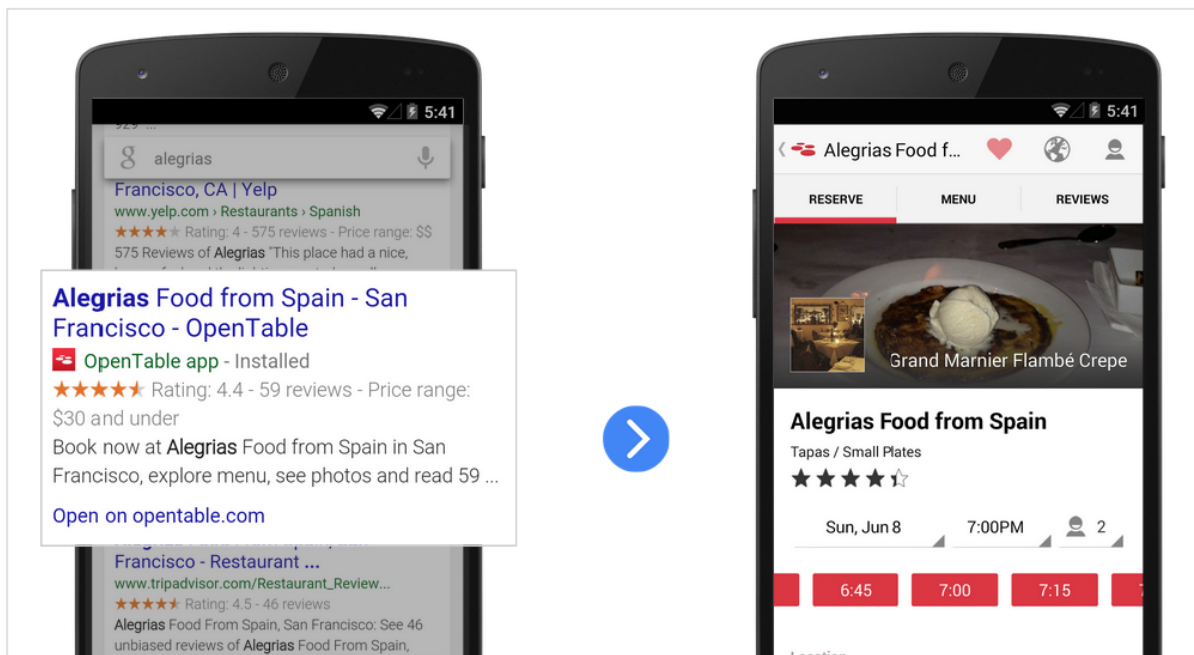 5:41
929 ...
g alegrias
Francisco, CA | Yelp
www.yelp.com › Restaurants › Spanish
Rating: 4 - 575 reviews - Price range: $$
575 Reviews of Alegrias "This place had a nice,
Alegrias Food from Spain - San
Francisco - OpenTable
OpenTable app - Installed
Rating: 4.4 - 59 reviews - Price range:
$30 and under
Book now at Alegrias Food from Spain in San
Francisco, explore menu, see photos and read 59 ...
Open on opentable.com
Francisco - Restaurant ...
www.tripadvisor.com/Restaurant_Review...
Rating: 4.5 - 46 reviews
Alegrias Food From Spain, San Francisco: See 46
unbiased reviews of Alegrias Food From Spain,
5:41
Alegrias Food f...
RESERVE MENU REVIEWS
Grand Marnier Flambé Crepe
Alegrias Food from Spain
Tapas / Small Plates
Sun, Jun 8 7:00PM 2
6:45 7:00 7:15